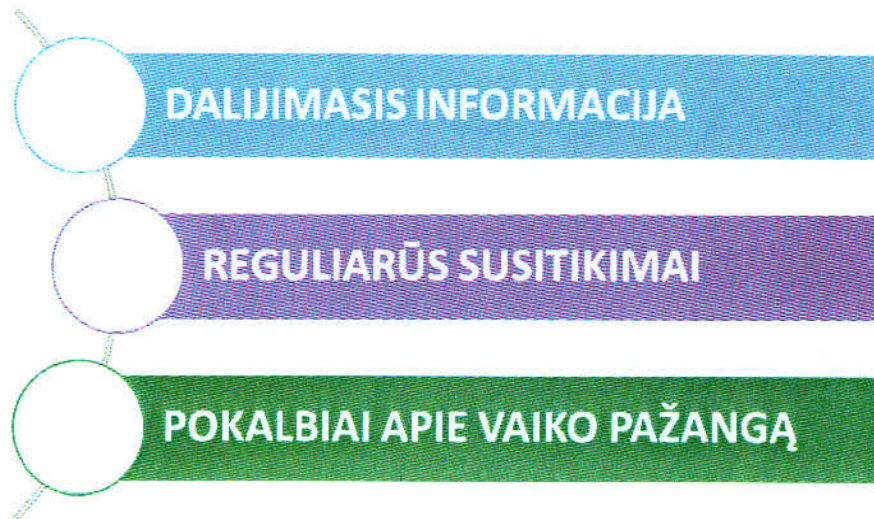 DALIJIMASIS INFORMACIJA
REGULIARŪS SUSITIKIMAI
POKALBIAI APIE VAIKO PAŽANGĄ